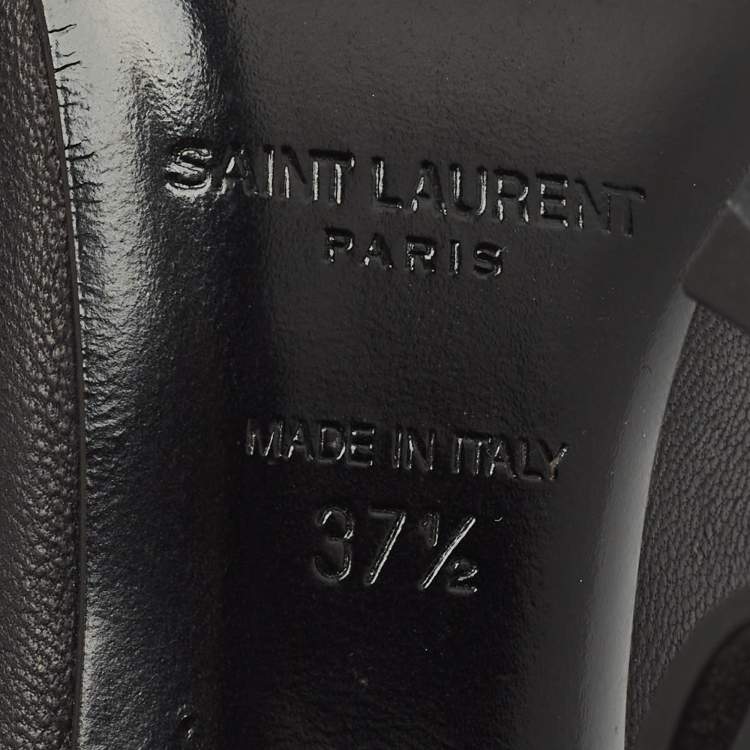 SAINT LAURENT
PARIS
MADE IN ITALY
37½